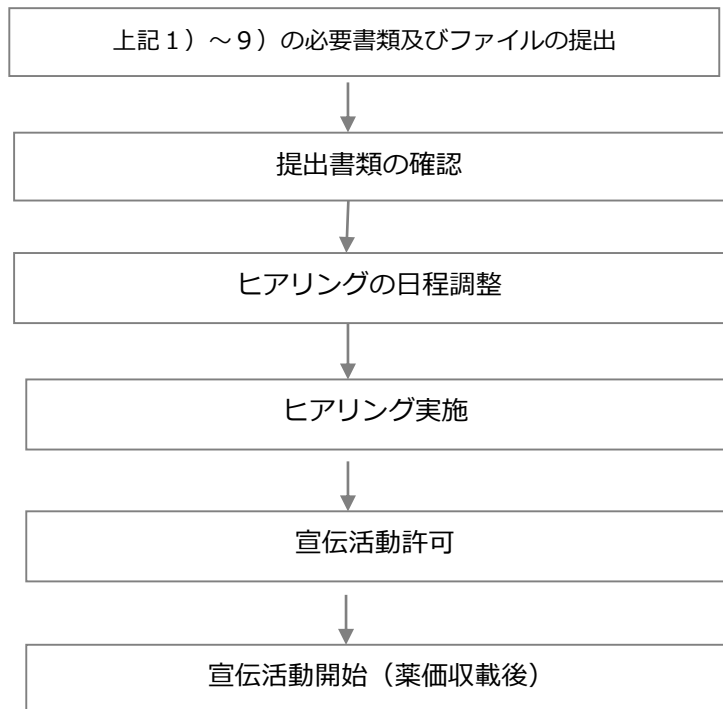 上記１）～９）の必要書類及びファイルの提出
提出書類の確認
ヒアリングの日程調整
ヒアリング実施
宣伝活動許可
宣伝活動開始（薬価収載後）